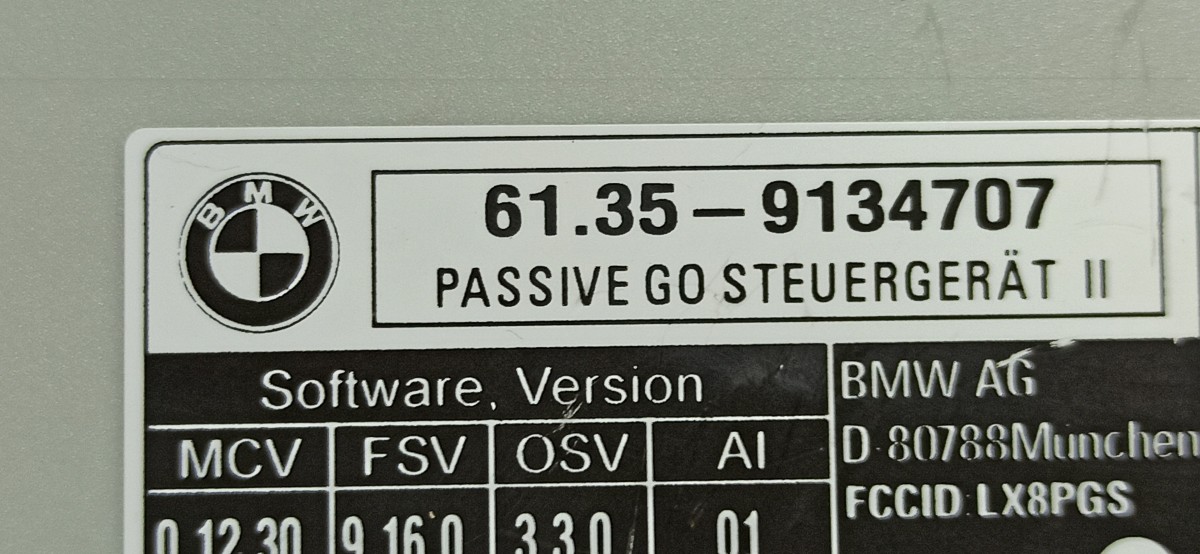 BMW
61.35-9134707
PASSIVE GO STEUERGERÄT II
Software, Version
MCV FSV OSV AI
0.12.30 9.16.0 3.3.0 01
BMW AG
D-80788Munchen
FCCID:LX8PGS